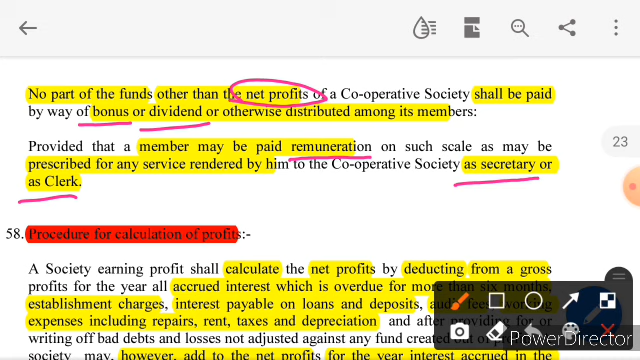 No part of the funds other than the net profits of a Co-operative Society shall be paid
by way of bonus or dividend or otherwise distributed among its members:
Provided that a member may be paid remuneration on such scale as may be
prescribed for any service rendered by him to the Co-operative Society as secretary or
as Clerk.
23
58. Procedure for calculation of profits:-
A Society earning profit shall calculate the net profits by deducting from a gross
profits for the year all accrued interest which is overdue for more than six months,
establishment charges, interest payable on loans and deposits, audit fees, working
expenses including repairs, rent, taxes and depreciation and after providing for or
writing off bad debts and losses not adjusted against any fund created out of
society may, however, add to the net profits for the year interest accrued in the
PowerDirector